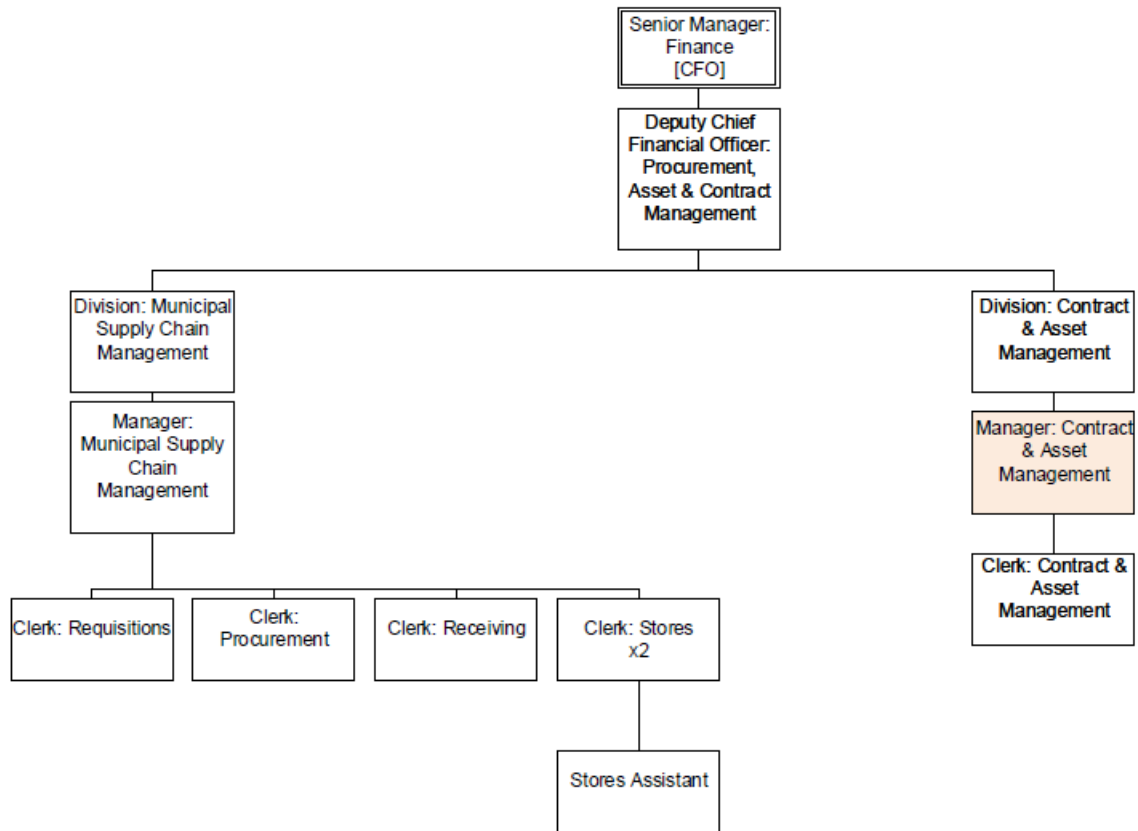 Senior Manager:
Finance
[CFO]
Deputy Chief
Financial Officer:
Procurement,
Asset & Contract
Management
Division: Municipal
Supply Chain
Management
Division: Contract
& Asset
Management
Manager:
Municipal Supply
Chain
Management
Manager: Contract
& Asset
Management
Clerk: Contract &
Asset
Management
Clerk: Requisitions
Clerk:
Procurement
Clerk: Receiving
Clerk: Stores
x2
Stores Assistant